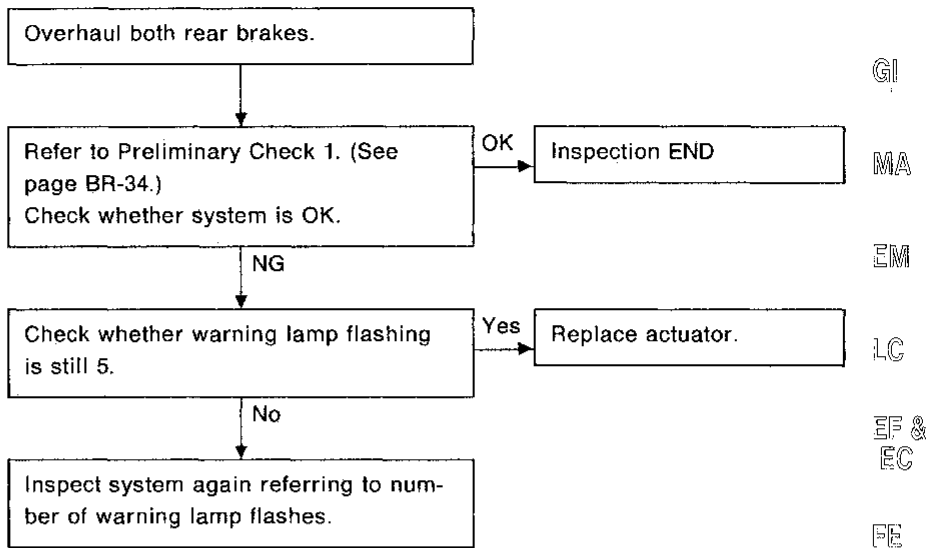 Overhaul both rear brakes.
Refer to Preliminary Check 1. (See
page BR-34.)
Check whether system is OK.
OK
Inspection END
NG
Check whether warning lamp flashing
is still 5.
Yes
Replace actuator.
No
Inspect system again referring to num-
ber of warning lamp flashes.
GI
MA
EM
LC
EF &
EC
FE